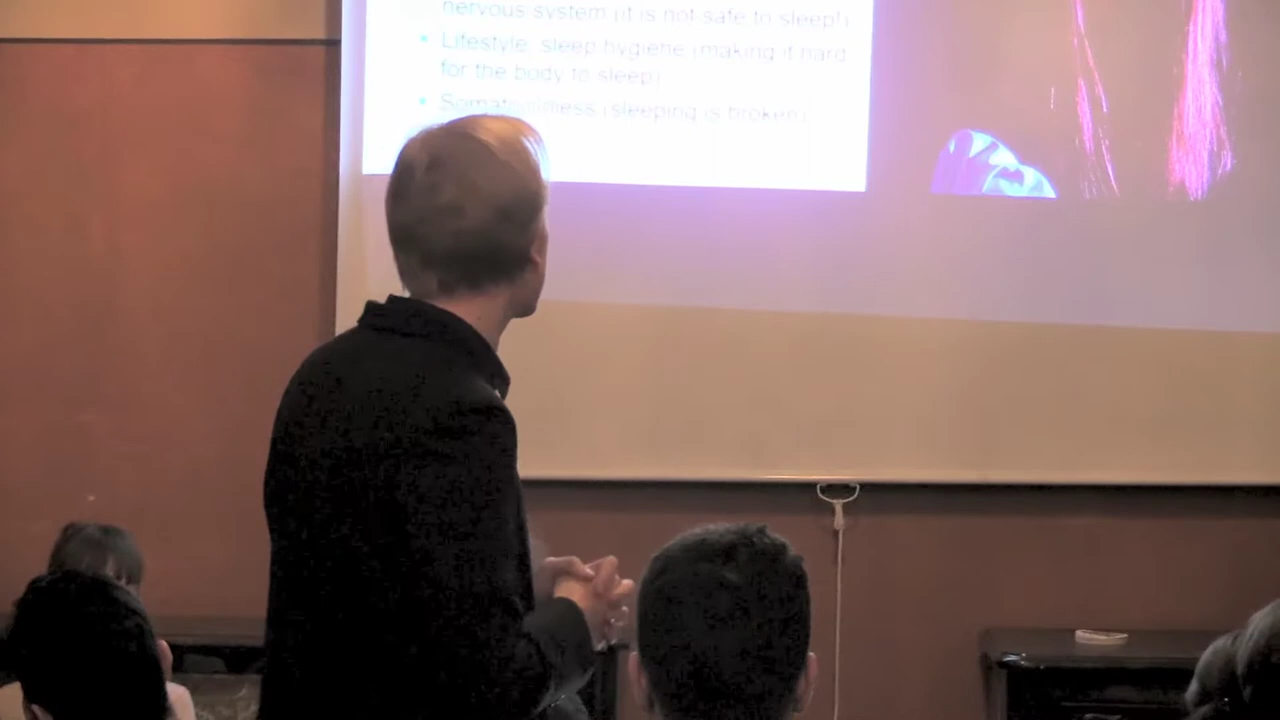 nervous system (it is not safe to sleep!)
• Lifestyle, sleep hygiene (making it hard
for the body to sleep)
• (sleeping is broken)